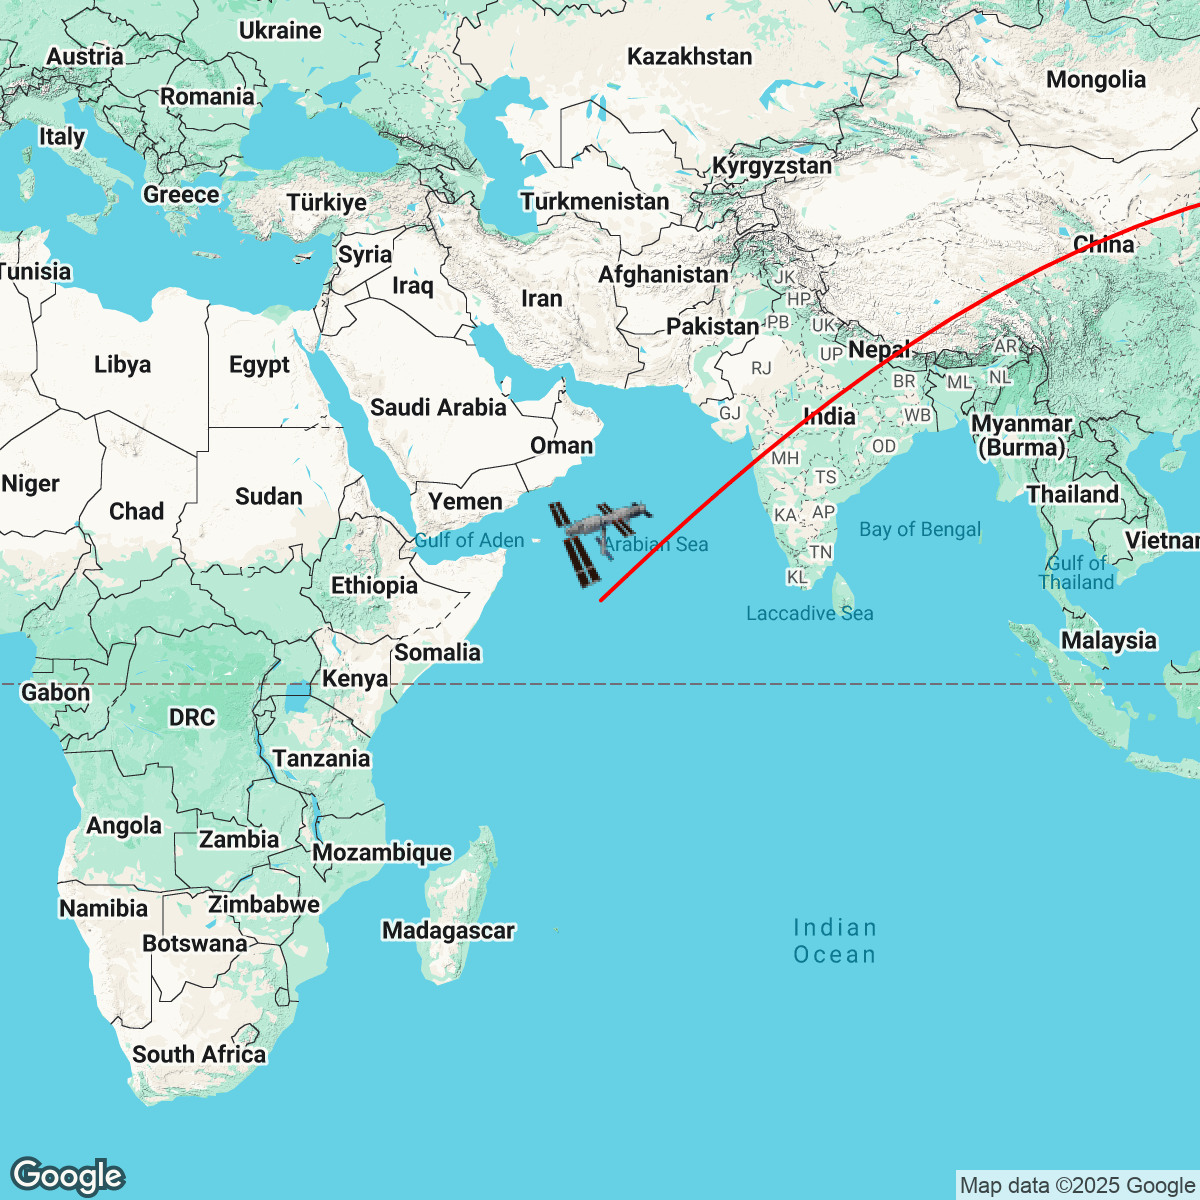 Ukraine
Austria
Kazakhstan
Mongolia
Romania
Italy
Kyrgyzstan
Greece
Türkiye
Turkmenistan
China
Syria
Tunisia
Afghanistan
JK
Iraq
Iran
HP
Pakistan
PB
UK
Nepal
AR
UP
Libya
Egypt
RJ
NL
BR
ML
Saudi Arabia
GJ
India
WB
Myanmar
(Burma)
Oman
OD
MH
TS
Niger
Sudan
Yemen
Thailand
Chad
KA
AP
Bay of Bengal
Gulf of Aden
Arabian Sea
Vietnam
TN
Gulf of
Thailand
KL
Ethiopia
Laccadive Sea
Malaysia
Somalia
Kenya
Gabon
DRC
Tanzania
Angola
Zambia
Mozambique
Namibia
Zimbabwe
Madagascar
Indian
Ocean
Botswana
South Africa
Google
Map data ©2025 Google